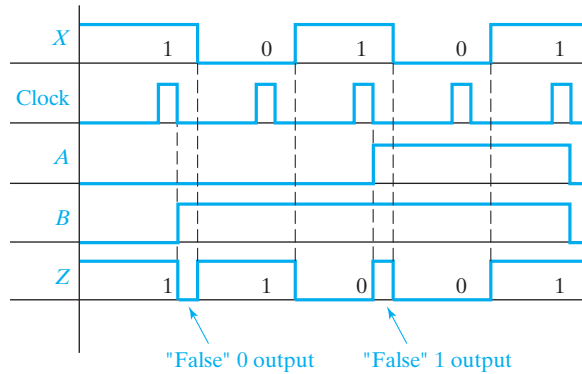 X 1 0 1 0 1
Clock
A
B
Z 1 1 0 0 1
"False" 0 output "False" 1 output